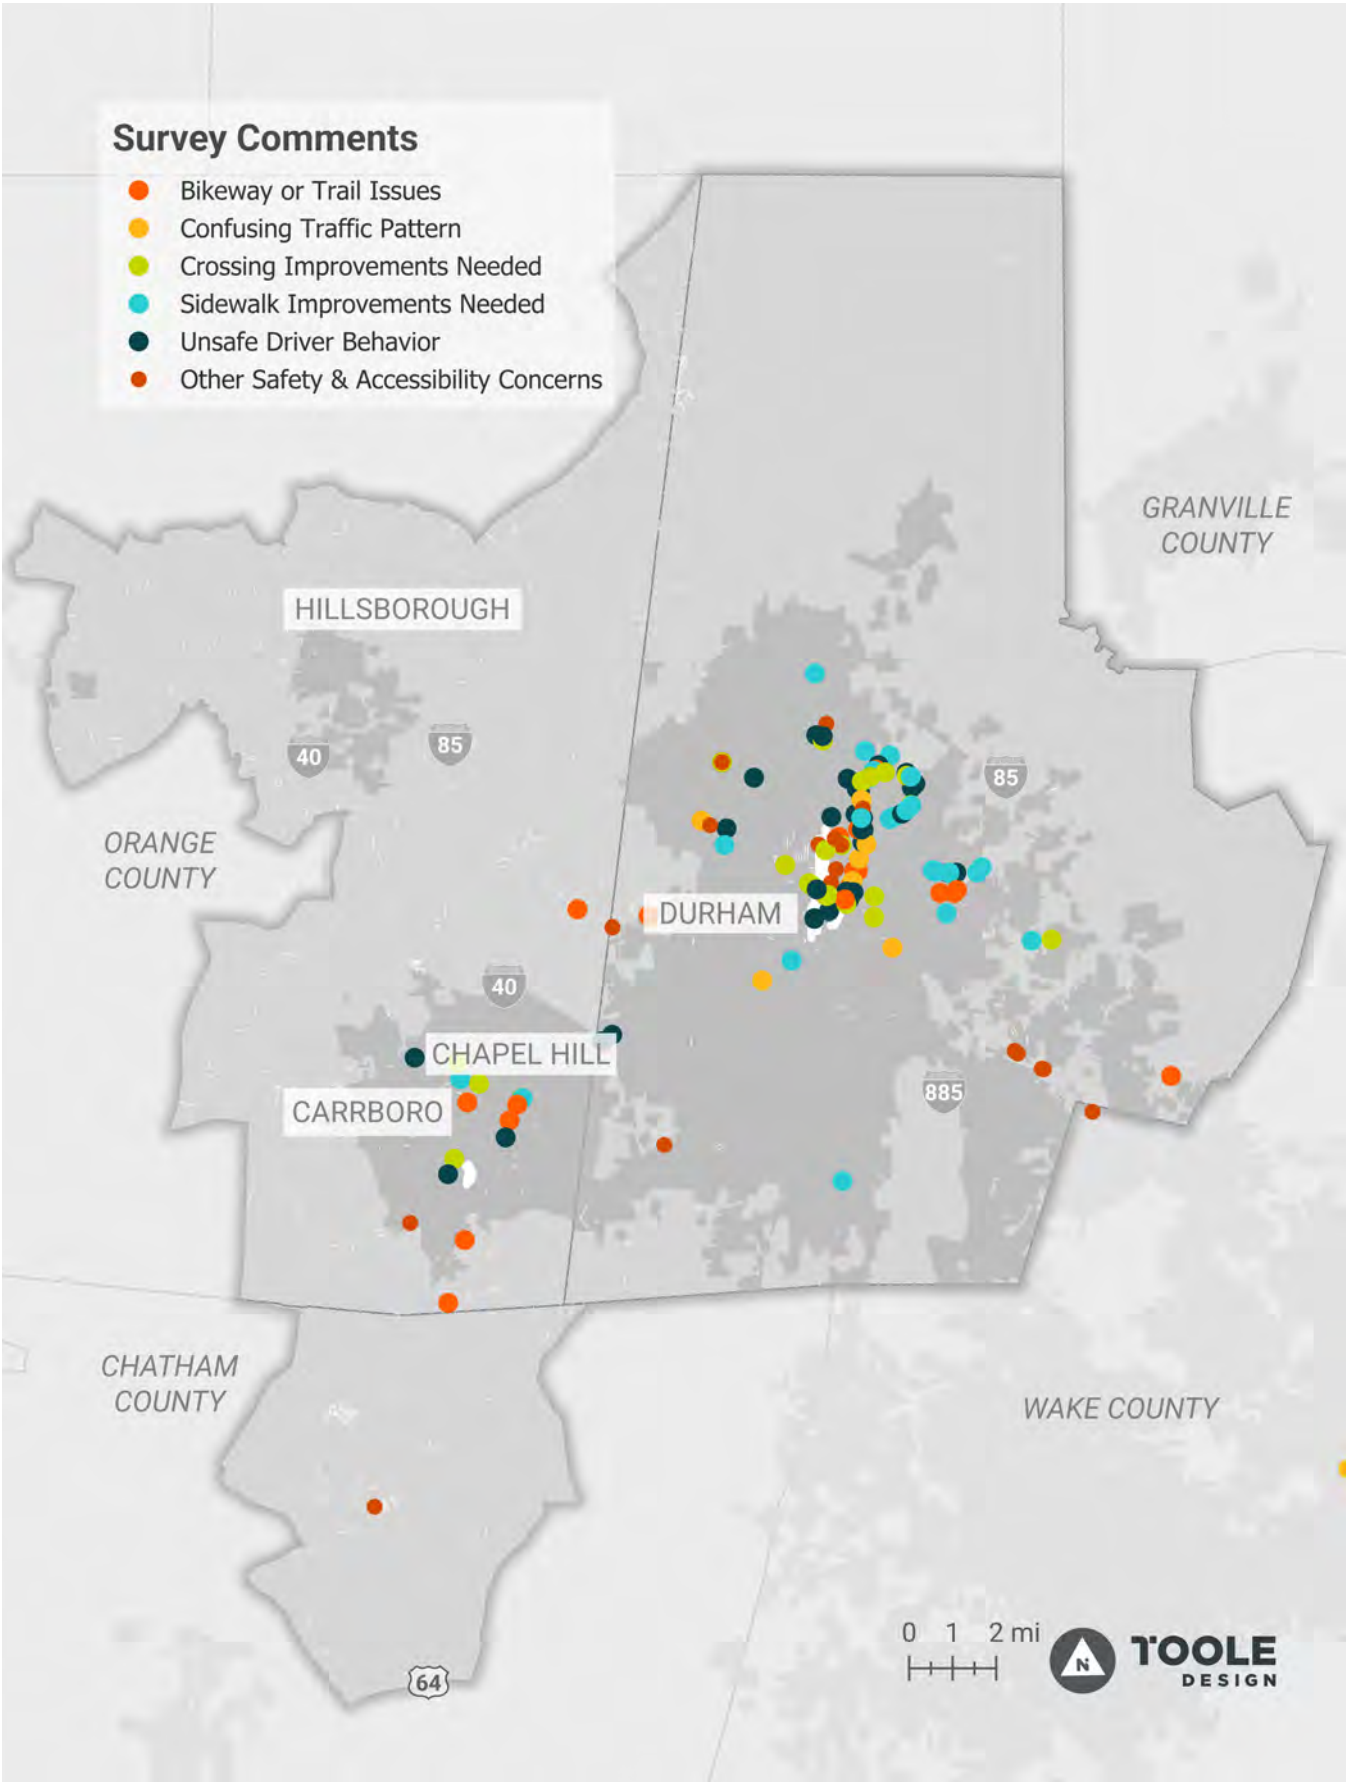 Survey Comments
Bikeway or Trail Issues
Confusing Traffic Pattern
Crossing Improvements Needed
Sidewalk Improvements Needed
Unsafe Driver Behavior
Other Safety & Accessibility Concerns
GRANVILLE
COUNTY
HILLSBOROUGH
40
85
85
ORANGE
COUNTY
DURHAM
40
CHAPEL HILL
885
CARRBORO
CHATHAM
COUNTY
WAKE COUNTY
0 1 2 mi
N
TOOLE
DESIGN
64